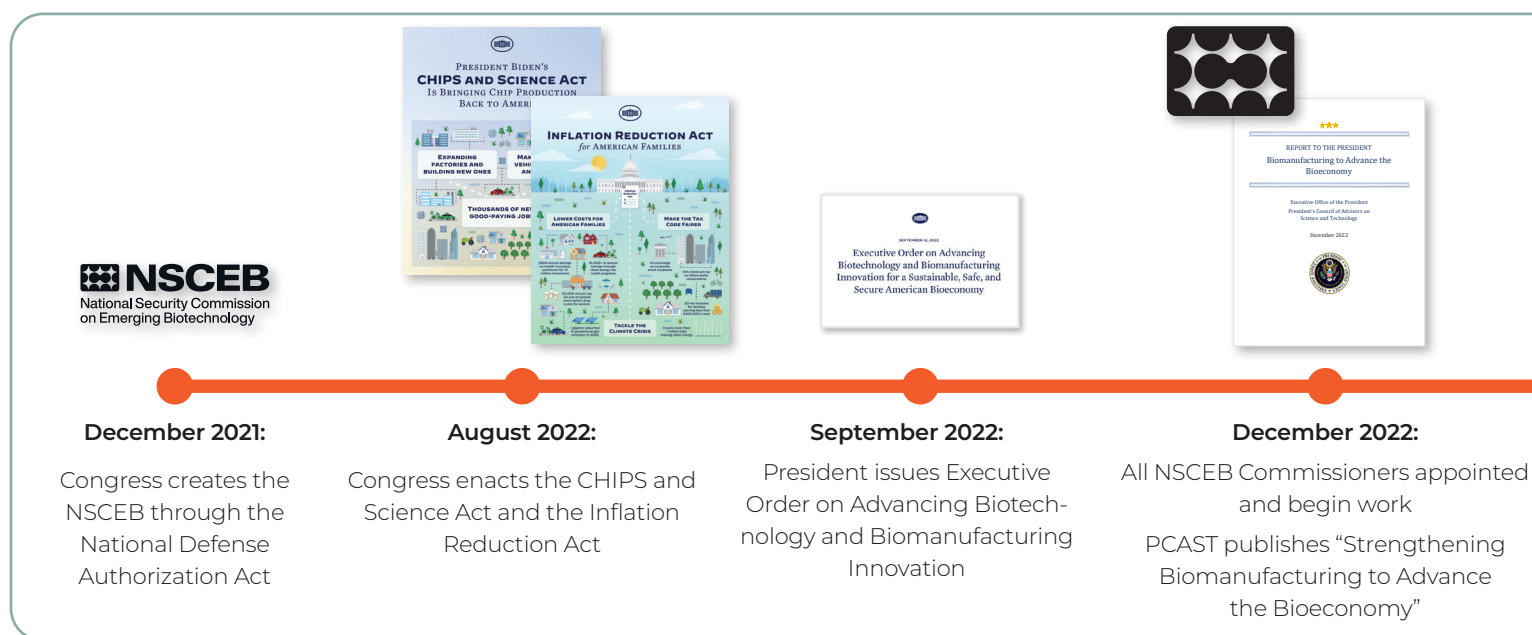 NSCEB
National Security Commission
on Emerging Biotechnology
PRESIDENT BIDEN'S
CHIPS AND SCIENCE ACT
IS BRINGING CHIP PRODUCTION
BACK TO AMERI
EXPANDING
FACTORIES AND
BUILDING NEW ONES
MAK
VEHIC
AN
THOUSANDS OF NE
GOOD-PAYING JOB
INFLATION REDUCTION ACT
for AMERICAN FAMILIES
LOWER COSTS FOR
AMERICAN FAMILIES
MAKE THE TAX
CODE FAIRER
TACKLE THE
CLIMATE CRISIS
SEPTEMBER 12, 2022
Executive Order on Advancing
Biotechnology and Biomanufacturing
Innovation for a Sustainable, Safe, and
Secure American Bioeconomy
REPORT TO THE PRESIDENT
Biomanufacturing to Advance the
Bioeconomy
Executive Office of the President
President's Council of Advisors on
Science and Technology
December 2022
December 2021:
Congress creates the
NSCEB through the
National Defense
Authorization Act
August 2022:
Congress enacts the CHIPS and
Science Act and the Inflation
Reduction Act
September 2022:
President issues Executive
Order on Advancing Biotech-
nology and Biomanufacturing
Innovation
December 2022:
All NSCEB Commissioners appointed
and begin work
PCAST publishes “Strengthening
Biomanufacturing to Advance
the Bioeconomy”